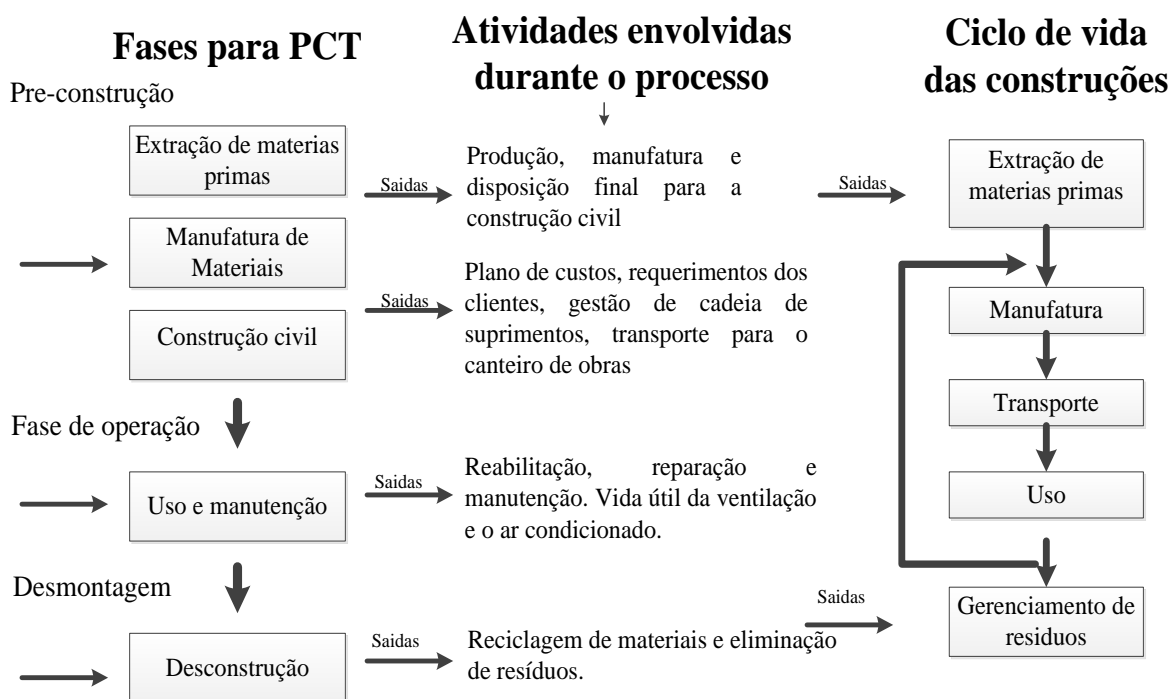 Fases para PCT
Atividades envolvidas
durante o processo
Ciclo de vida
das construções
Pre-construção
Extração de materias
primas
Saidas
Produção, manufatura e
disposição final para a
construção civil
Saidas
Extração de
materias primas
Manufatura de
Materiais
Construção civil
Saidas
Plano de custos, requerimentos dos
clientes, gestão de cadeia de
suprimentos, transporte para o
canteiro de obras
Manufatura
Transporte
Fase de operação
Uso e manutenção
Saidas
Reabilitação, reparação e
manutenção. Vida útil da ventilação
e o ar condicionado.
Uso
Desmontagem
Desconstrução
Saidas
Reciclagem de materiais e eliminação
de resíduos.
Saidas
Gerenciamento de
residuos